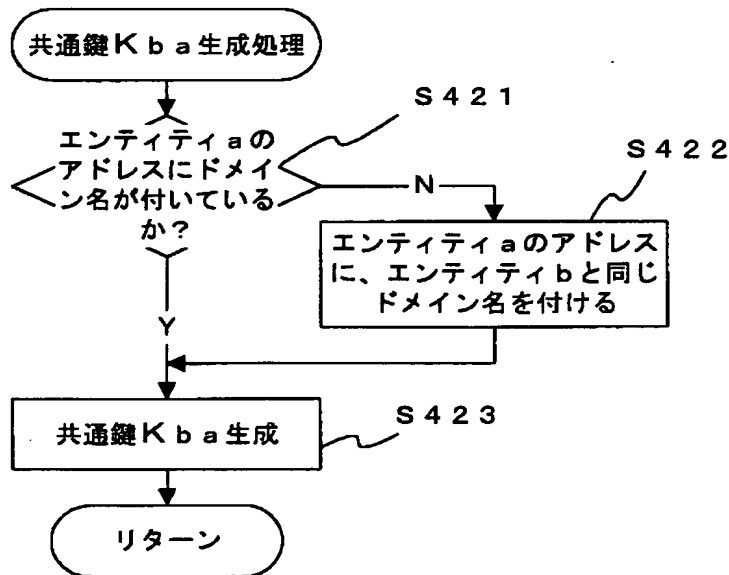 共通鍵Ｋｂａ生成処理
Ｓ４２１
エンティティａの
アドレスにドメイ
ン名が付いている
か？
Ｎ
Ｓ４２２
エンティティａのアドレス
に、エンティティｂと同じ
ドメイン名を付ける
Ｙ
共通鍵Ｋｂａ生成
Ｓ４２３
リターン